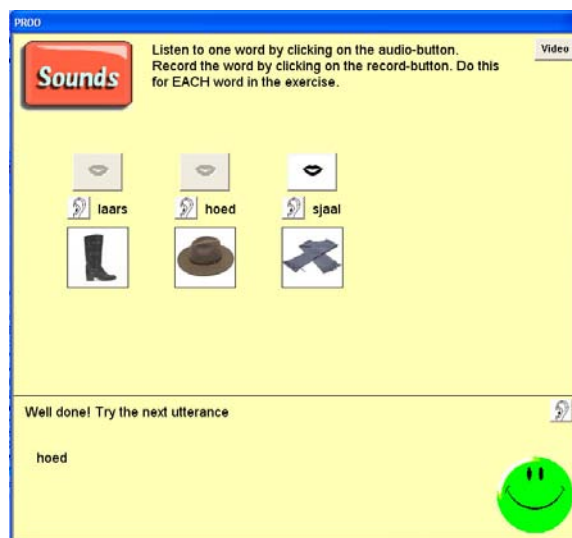 PROO
Sounds
Listen to one word by clicking on the audio-button.
Record the word by clicking on the record-button. Do this
for EACH word in the exercise.
Video
laars hoed sjaal
Well done! Try the next utterance
hoed